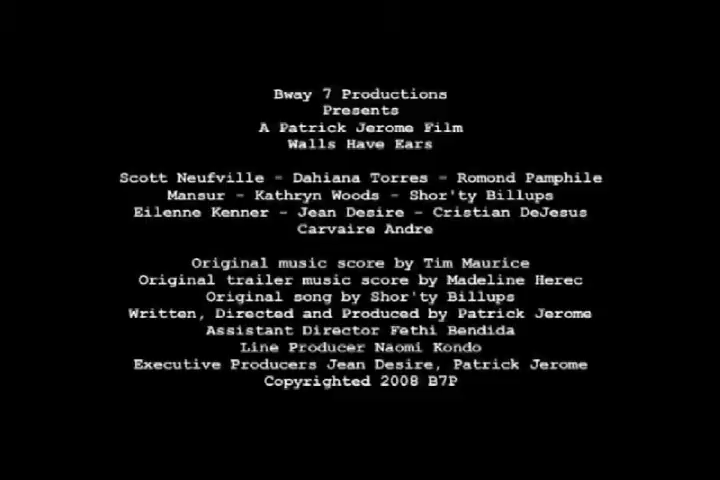 Bway 7 Productions
Presents
A Patrick Jerome Film
Walls Have Ears
Scott Neufville - Dahiana Torres - Romond Pamphile
Mansur - Kathryn Woods - Shor'ty Billups
Eilenne Kenner - Jean Desire - Cristian DeJesus
Carvaire Andre
Original music score by Tim Maurice
Original trailer music score by Madeline Herec
Original song by Shor'ty Billups
Written, Directed and Produced by Patrick Jerome
Assistant Director Fethi Bendida
Line Producer Naomi Kondo
Executive Producers Jean Desire, Patrick Jerome
Copyrighted 2008 B7P